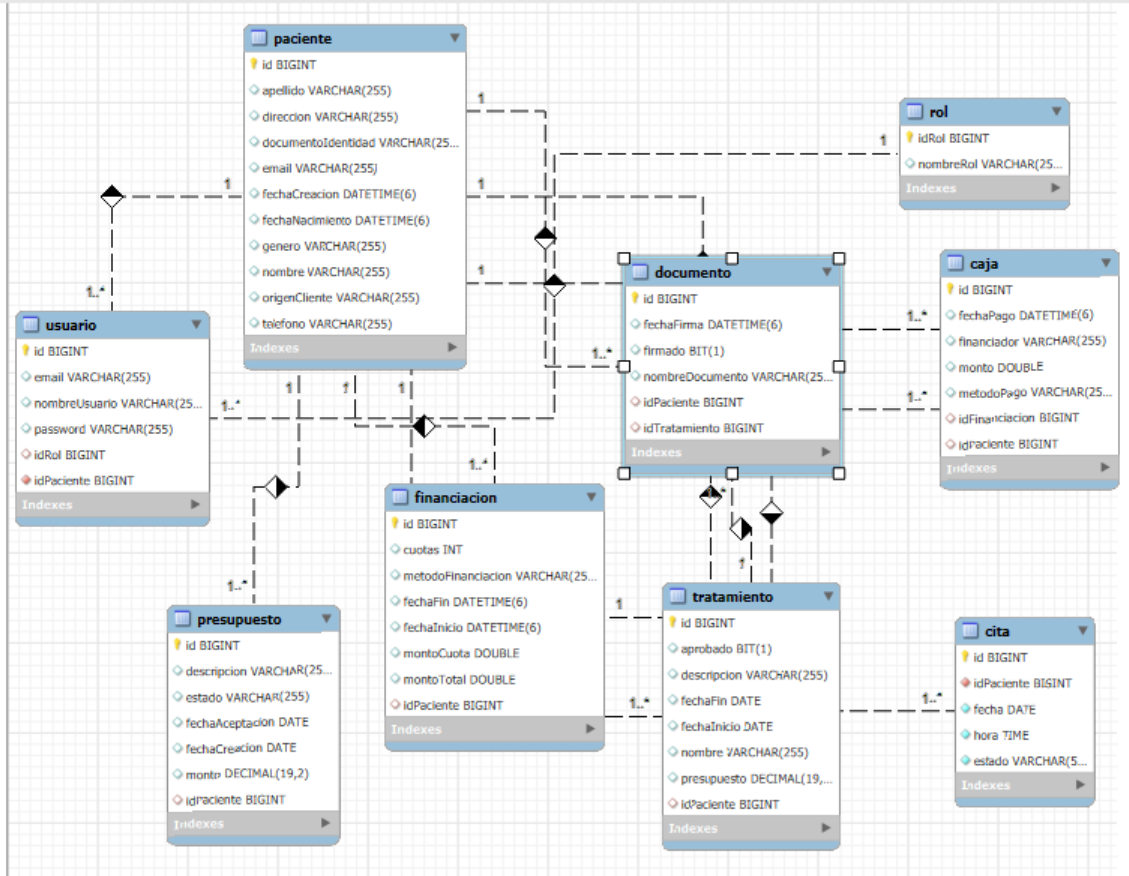 paciente
id BIGINT
apellido VARCHAR(255)
direccion VARCHAR(255)
documentoIdentidad VARCHAR(25...
email VARCHAR(255)
fechaCreacion DATETIME(6)
fechaNacimiento DATETIME(6)
genero VARCHAR(255)
nombre VARCHAR(255)
origenCliente VARCHAR(255)
telefono VARCHAR(255)
Indexes
rol
idRol BIGINT
nombreRol VARCHAR(25...
Indexes
usuario
id BIGINT
email VARCHAR(255)
nombreUsuario VARCHAR(25...
password VARCHAR(255)
idRol BIGINT
idPaciente BIGINT
Indexes
documento
id BIGINT
fechaFirma DATETIME(6)
firmado BIT(1)
nombreDocumento VARCHAR(25...
idPaciente BIGINT
idTratamiento BIGINT
Indexes
caja
id BIGINT
fechaPago DATETIME(6)
financiador VARCHAR(255)
monto DOUBLE
metodoPago VARCHAR(25...
idFinanciacion BIGINT
idPaciente BIGINT
Indexes
financiacion
id BIGINT
cuotas INT
metodoFinanciacion VARCHAR(25...
fechaFin DATETIME(6)
fechaInicio DATETIME(6)
montoCuota DOUBLE
montoTotal DOUBLE
idPaciente BIGINT
Indexes
presupuesto
id BIGINT
descripcion VARCHAR(25...
estado VARCHAR(255)
fechaAceptacion DATE
fechaCreacion DATE
monto DECIMAL(19,2)
idPaciente BIGINT
Indexes
tratamiento
id BIGINT
aprobado BIT(1)
descripcion VARCHAR(255)
fechaFin DATE
fechaInicio DATE
nombre VARCHAR(255)
presupuesto DECIMAL(19,...
idPaciente BIGINT
Indexes
cita
id BIGINT
idPaciente BIGINT
fecha DATE
hora TIME
estado VARCHAR(5...
Indexes
1
1
1
1
1
1..*
1..*
1..*
1..*
1..*
1
1
1
1..*
1..*
1
1
1..*
1..*